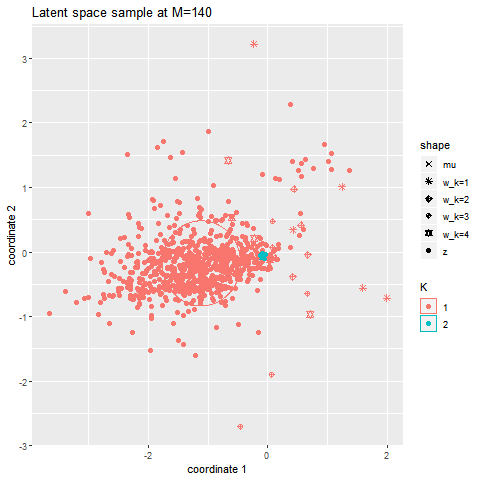 Latent space sample at M=140
3
2
1
0
-1
-2
-3
coordinate 2
-2
0
2
coordinate 1
shape
mu
w_k=1
w_k=2
w_k=3
w_k=4
z
K
1
2